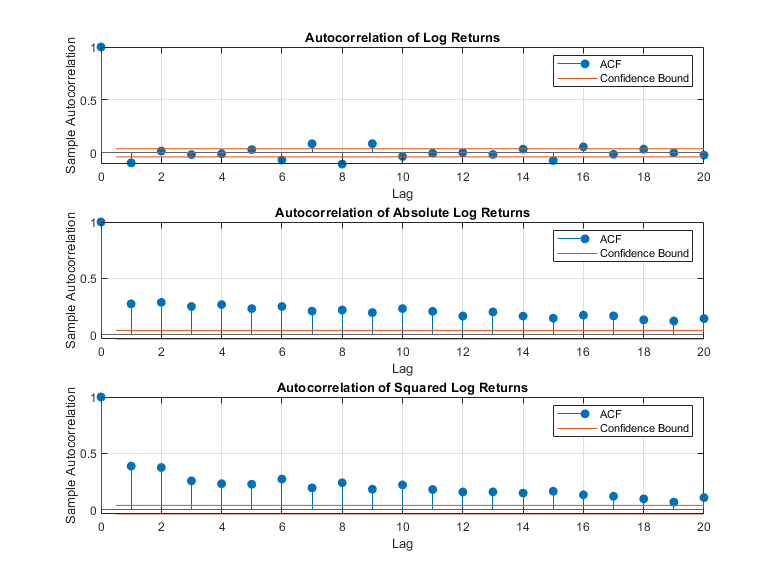 Autocorrelation of Log Returns
Sample Autocorrelation
1
0.5
0
ACF
Confidence Bound
0 2 4 6 8 10 12 14 16 18 20
Lag
Autocorrelation of Absolute Log Returns
Sample Autocorrelation
1
0.5
0
ACF
Confidence Bound
0 2 4 6 8 10 12 14 16 18 20
Lag
Autocorrelation of Squared Log Returns
Sample Autocorrelation
1
0.5
0
ACF
Confidence Bound
0 2 4 6 8 10 12 14 16 18 20
Lag